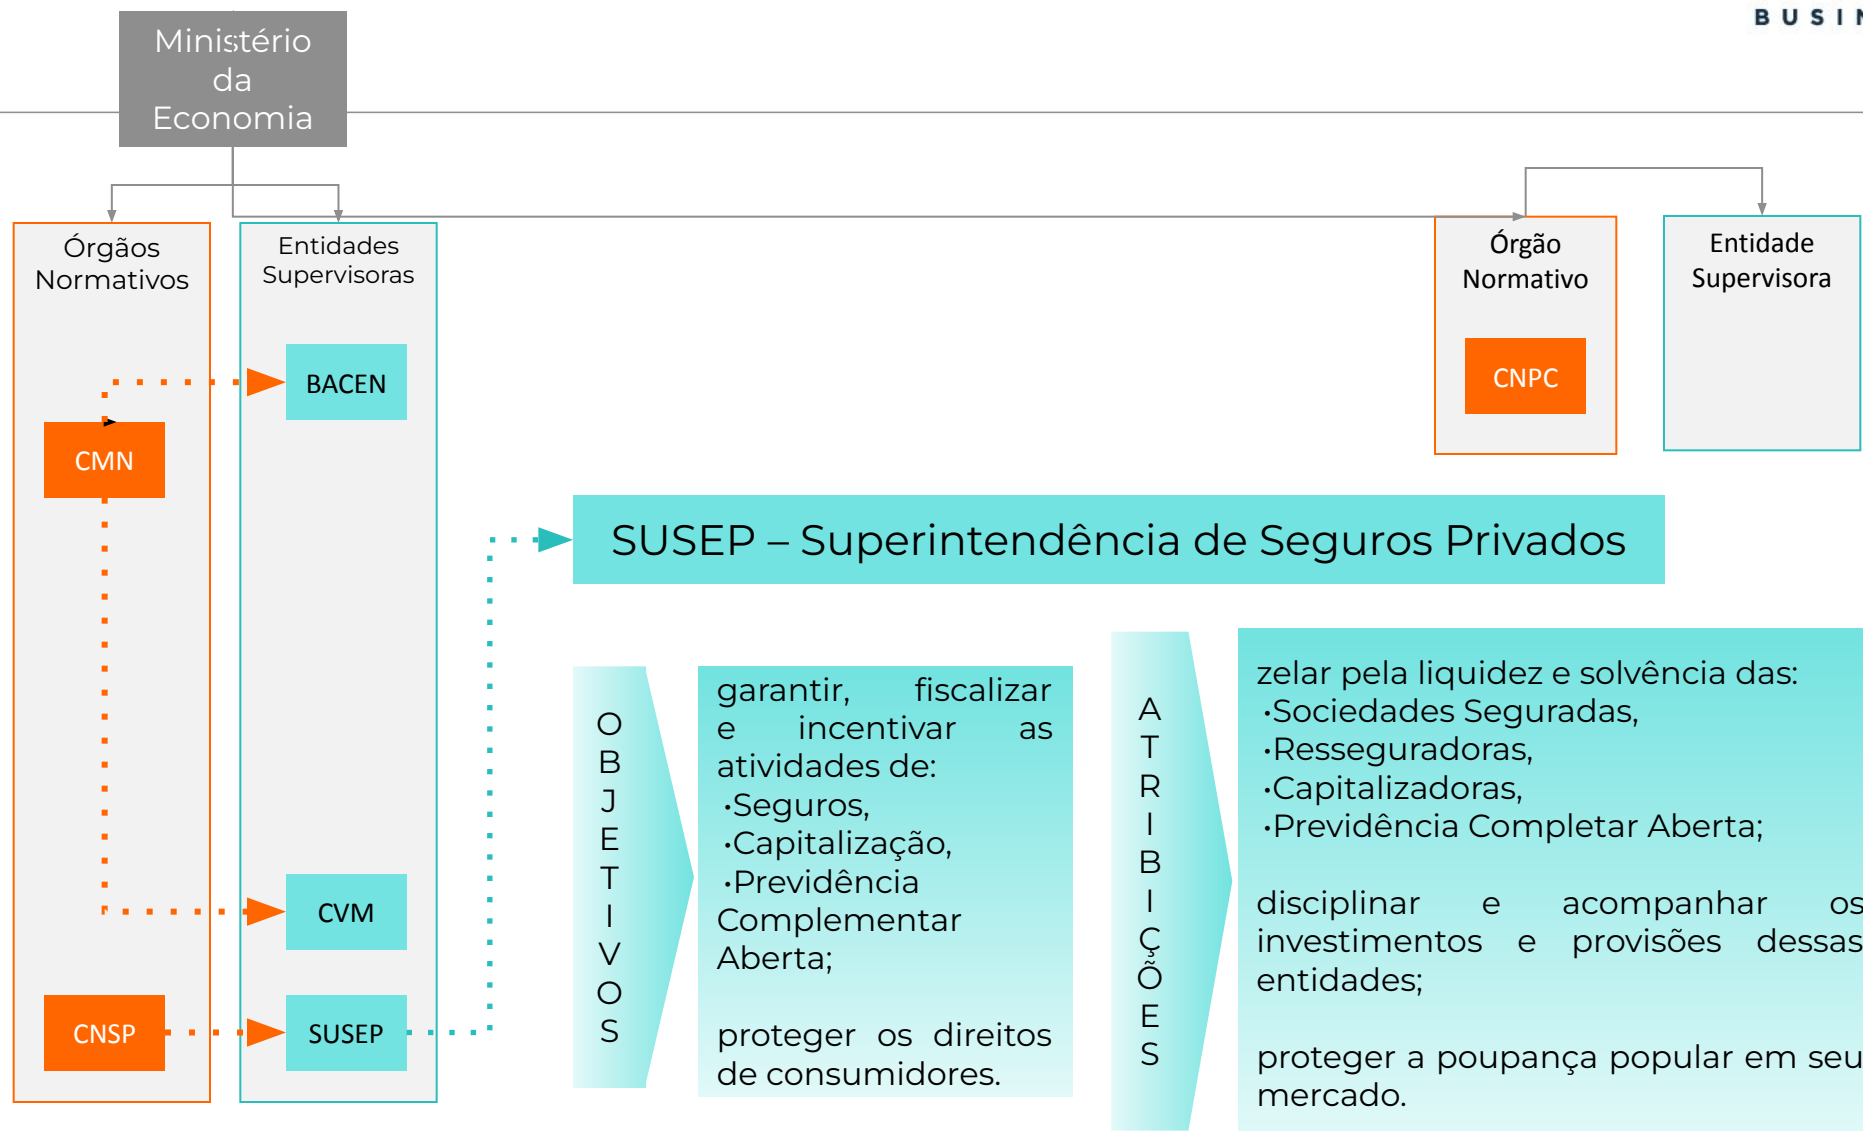 BUSIN
Ministério
da
Economia
Órgãos
Normativos
Entidades
Supervisoras
Órgão
Normativo
Entidade
Supervisora
BACEN
CNPC
CMN
SUSEP – Superintendência de Seguros Privados
CVM
CNSP
SUSEP
OBJETIVOS
garantir, fiscalizar
e incentivar as
atividades de:
•Seguros,
•Capitalização,
•Previdência
Complementar
Aberta;
proteger os direitos
de consumidores.
ATRIBIÇÕES
zelar pela liquidez e solvência das:
•Sociedades Seguradas,
•Resseguradoras,
•Capitalizadoras,
•Previdência Completar Aberta;
disciplinar e acompanhar os
investimentos e provisões dessas
entidades;
proteger a poupança popular em seu
mercado.